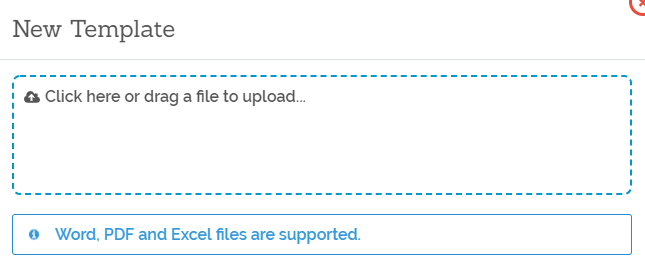 New Template
Click here or drag a file to upload...
Word, PDF and Excel files are supported.